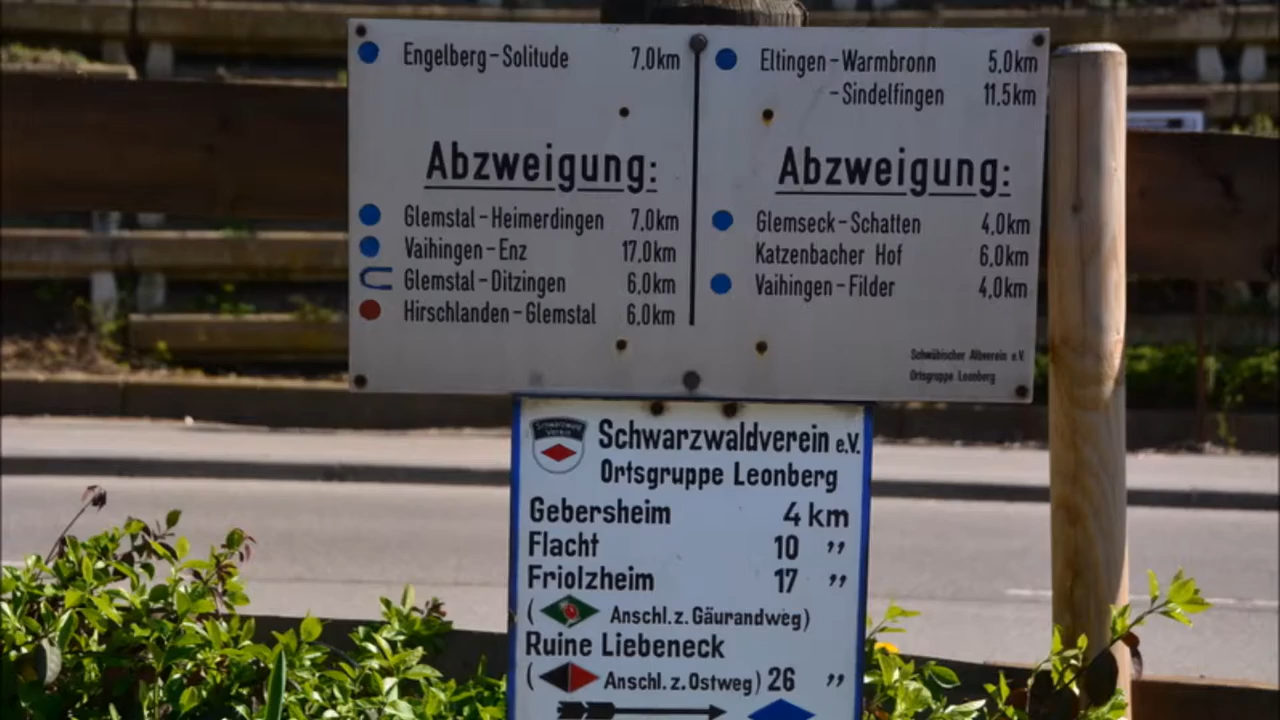 Engelberg-Solitude 7,0km
Abzweigung:
Glemstal-Heimerdingen 7,0km
Vaihingen-Enz 17,0km
Glemstal-Ditzingen 6,0km
Hirschlanden-Glemstal 6,0km
Eltingen-Warmbronn 5,0km
-Sindelfingen 11,5km
Abzweigung:
Glemseck-Schatten 4,0km
Katzenbacher Hof 6,0km
Vaihingen-Filder 4,0km
Schwäbischer Albverein e.V.
Ortsgruppe Leonberg
Schwarzwald
Verein
Schwarzwaldverein e.V.
Ortsgruppe Leonberg
Gebersheim 4 km
Flacht 10 ”
Friolzheim 17 ”
( Anschl. z. Gäurandweg)
Ruine Liebeneck
( Anschl. z. Ostweg) 26 ”